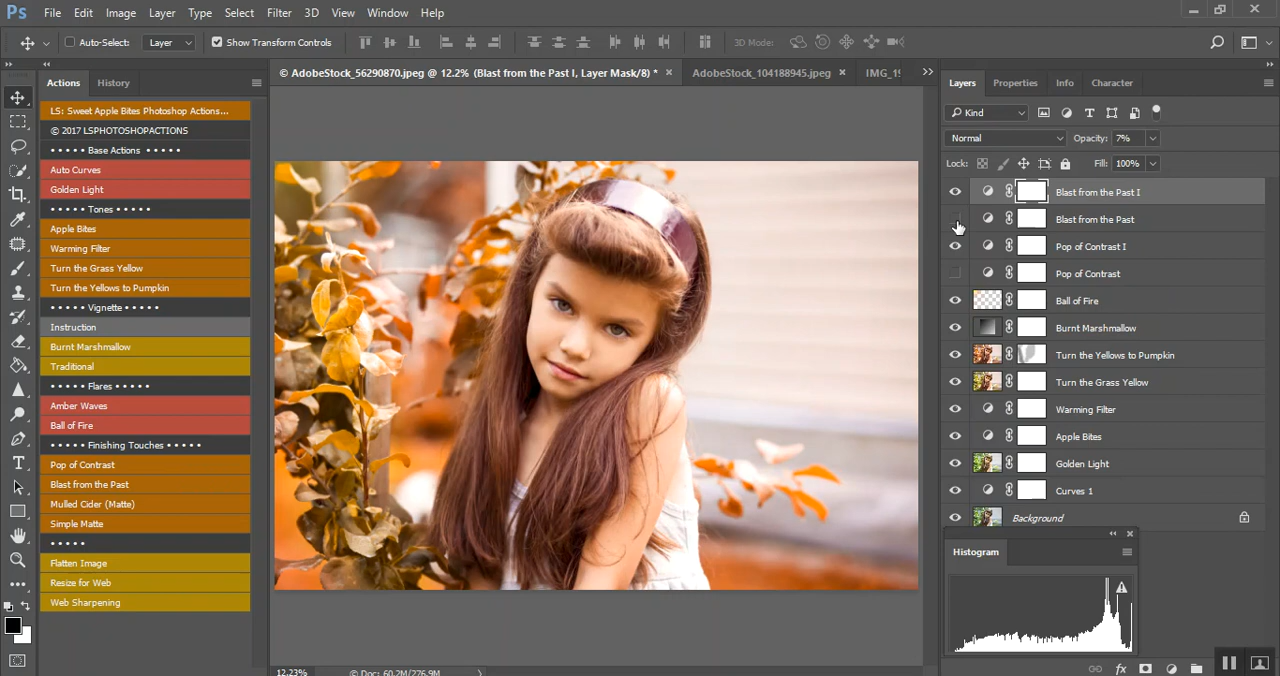 Ps File Edit Image Layer Type Select Filter 3D View Window Help
Auto-Select: Layer Show Transform Controls 3D Mode:
Actions History
© AdobeStock_56290870.jpeg @ 12.2% (Blast from the Past I, Layer Mask/8) * × AdobeStock_104188945.jpeg ×
Layers Properties Info Character
LS: Sweet Apple Bites Photoshop Actions...
© 2017 LSPHOTOSHOPACTIONS
• • • • • Base Actions • • • • •
Auto Curves
Golden Light
• • • • • Tones • • • • •
Apple Bites
Warming Filter
Turn the Grass Yellow
Turn the Yellows to Pumpkin
• • • • • Vignette • • • • •
Instruction
Burnt Marshmallow
Traditional
• • • • • Flares • • • • •
Amber Waves
Ball of Fire
• • • • • Finishing Touches • • • • •
Pop of Contrast
Blast from the Past
Mulled Cider (Matte)
Simple Matte
• • • • •
Flatten Image
Resize for Web
Web Sharpening
Kind
Normal Opacity: 7%
Lock: Fill: 100%
Blast from the Past I
Blast from the Past
Pop of Contrast I
Pop of Contrast
Ball of Fire
Burnt Marshmallow
Turn the Yellows to Pumpkin
Turn the Grass Yellow
Warming Filter
Apple Bites
Golden Light
Curves 1
Background
Histogram
12.23% Doc: 60.2M/276.9M
fx